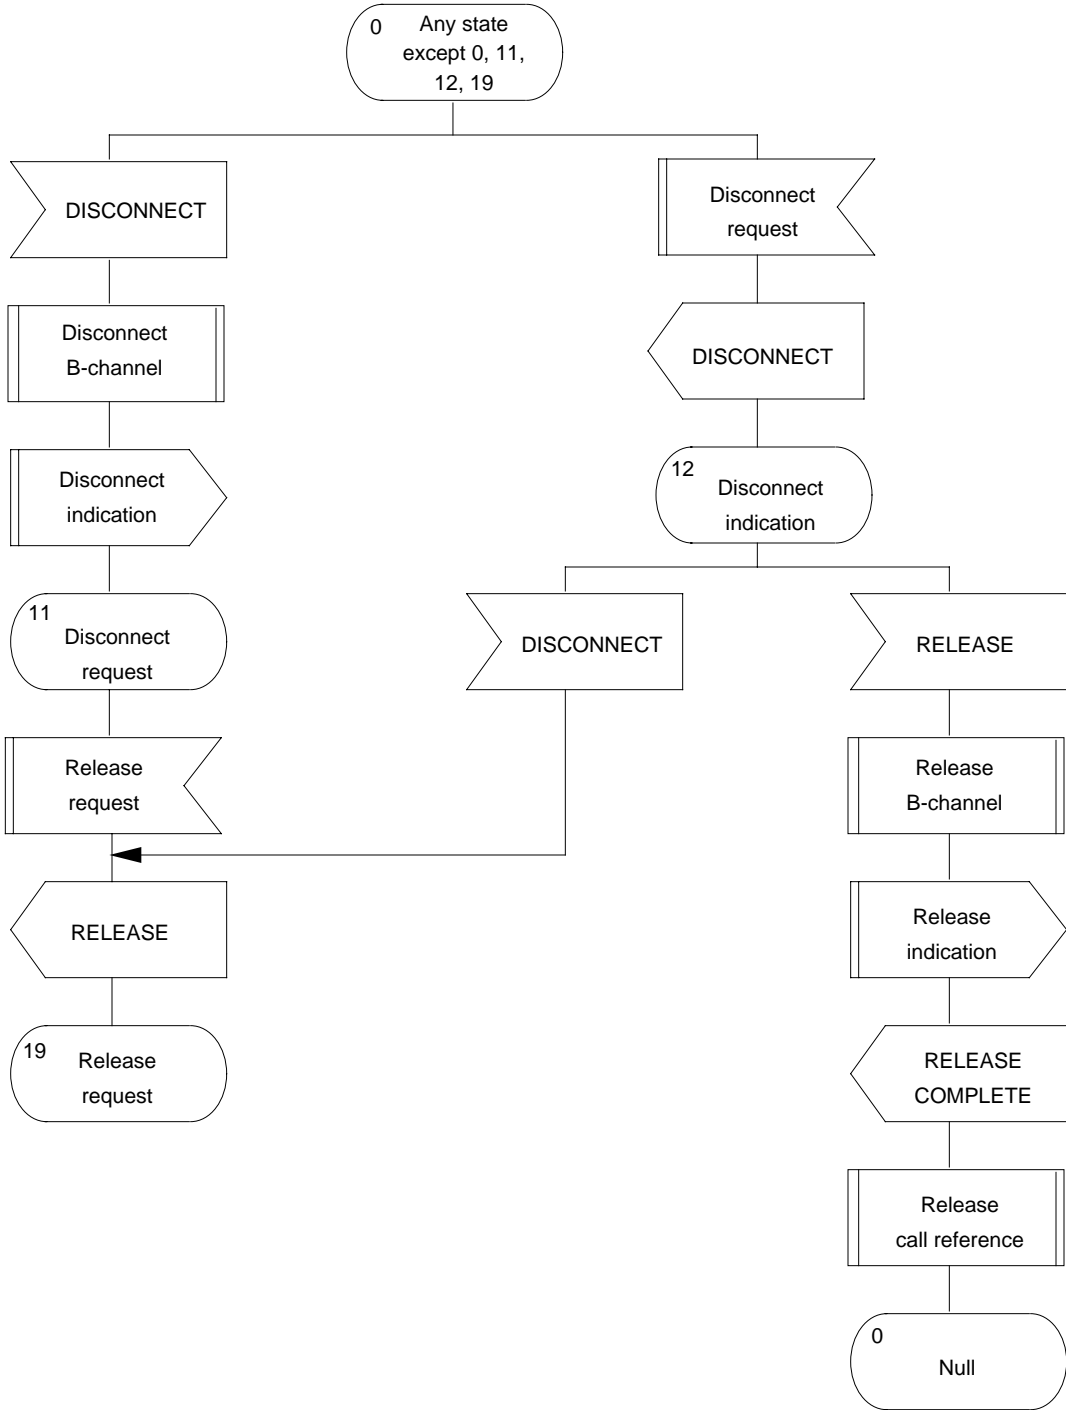 0
Any state
except 0, 11,
12, 19
DISCONNECT
Disconnect
request
Disconnect
B-channel
DISCONNECT
Disconnect
indication
12
Disconnect
indication
11
Disconnect
request
DISCONNECT
RELEASE
Release
request
Release
B-channel
RELEASE
Release
indication
19
Release
request
RELEASE
COMPLETE
Release
call reference
0
Null